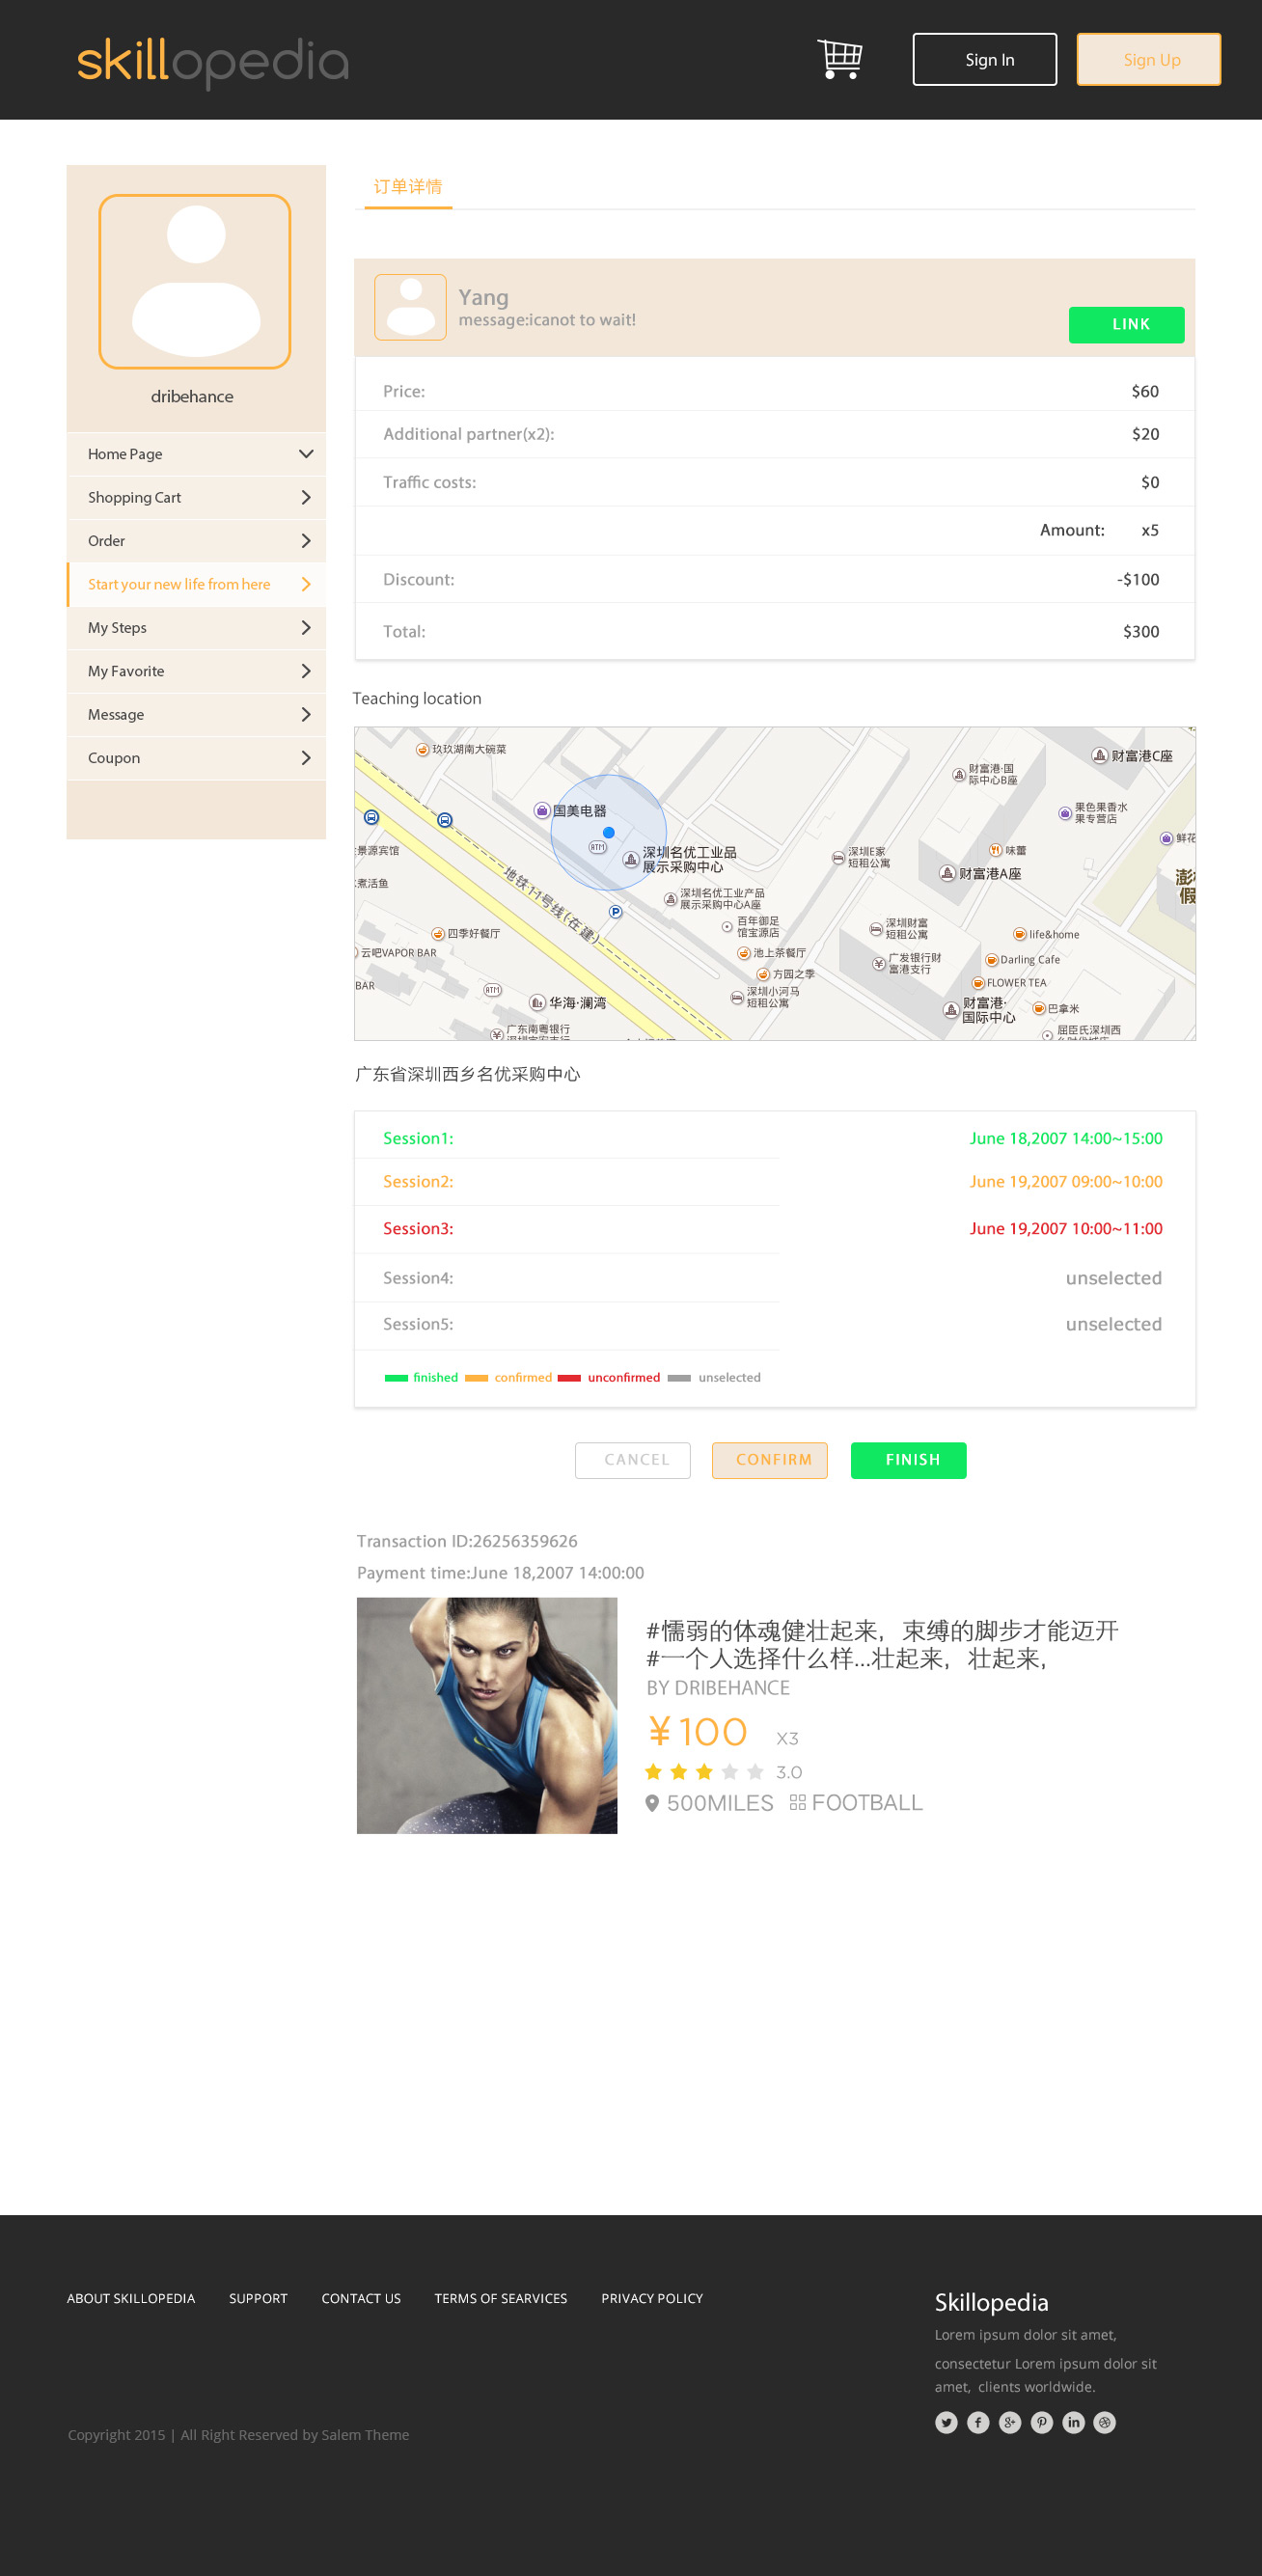 skillopedia
Sign In
Sign Up
订单详情
dribehance
Home Page
Shopping Cart
Order
Start your new life from here
My Steps
My Favorite
Message
Coupon
Yang
message:icanot to wait!
LINK
Price: $60
Additional partner(x2): $20
Traffic costs: $0
Amount: x5
Discount: -$100
Total: $300
Teaching location
玖玖湖南大碗菜
财富港C座
财富港·国
际中心B座
国美电器
果色果香水
果专营店
鲜花
ATM
深圳名优工业品
展示采购中心
景源宾馆
深圳E家
短租公寓
味蕾
财富港A座
煮活鱼
地铁11号线(在建)
深圳名优工业产品
展示采购中心A座
假
P
百年御足
馆宝源店
深圳财富
短租公寓
四季好餐厅
life&home
云吧VAPOR BAR
池上茶餐厅
广发银行财
富港支行
Darling Cafe
方园之季
BAR
ATM
深圳小河马
短租公寓
FLOWER TEA
华海·澜湾
财富港·
国际中心
巴拿米
广东南粤银行
屈臣氏深圳西
广东省深圳西乡名优采购中心
Session1: June 18,2007 14:00~15:00
Session2: June 19,2007 09:00~10:00
Session3: June 19,2007 10:00~11:00
Session4: unselected
Session5: unselected
finished confirmed unconfirmed unselected
CANCEL
CONFIRM
FINISH
Transaction ID:26256359626
Payment time:June 18,2007 14:00:00
#懦弱的体魂健壮起来，束缚的脚步才能迈开
#一个人选择什么样...壮起来，壮起来，
BY DRIBEHANCE
¥100 X3
3.0
500MILES FOOTBALL
ABOUT SKILLOPEDIA SUPPORT CONTACT US TERMS OF SEARVICES PRIVACY POLICY
Skillopedia
Lorem ipsum dolor sit amet,
consectetur Lorem ipsum dolor sit
amet, clients worldwide.
Copyright 2015 | All Right Reserved by Salem Theme